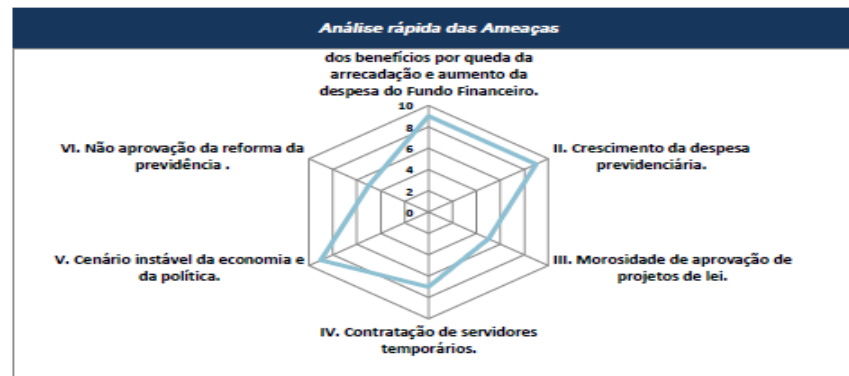 Análise rápida das Ameaças
dos benefícios por queda da
arrecadação e aumento da
despesa do Fundo Financeiro.
10
8
6
4
2
0
II. Crescimento da despesa
previdenciária.
III. Morosidade de aprovação de
projetos de lei.
IV. Contratação de servidores
temporários.
V. Cenário instável da economia e
da política.
VI. Não aprovação da reforma da
previdência .